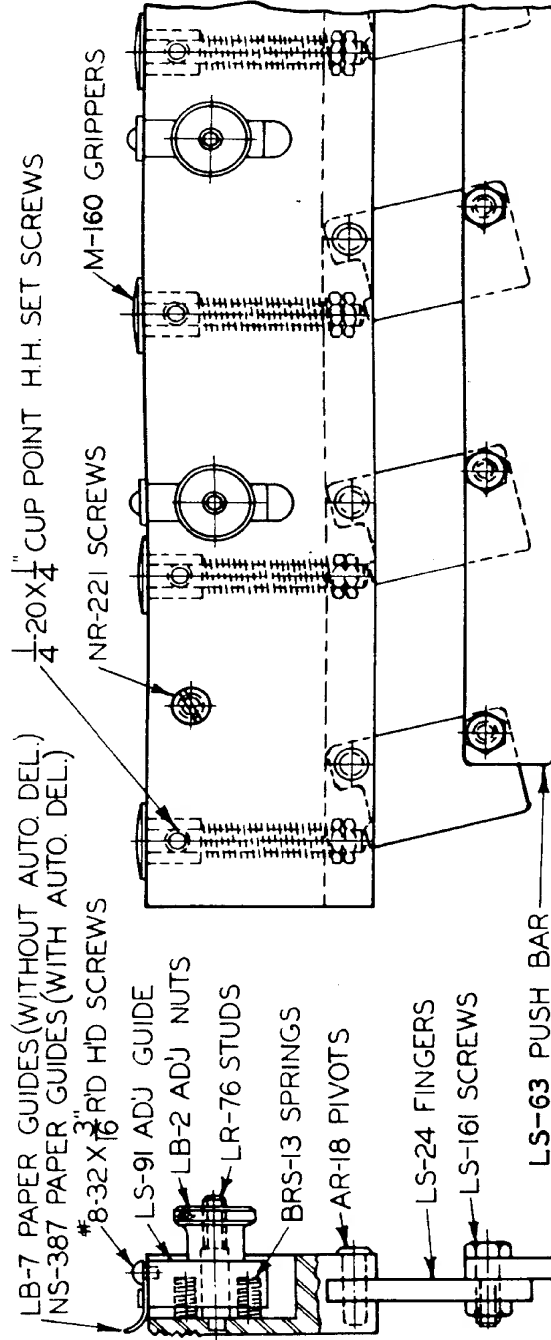 LB-7 PAPER GUIDES (WITHOUT AUTO. DEL.)
NS-387 PAPER GUIDES (WITH AUTO. DEL.)
#8-32 X 3/16" R'D H'D SCREWS
LS-91 ADJ GUIDE
LB-2 ADJ NUTS
LR-76 STUDS
BRS-13 SPRINGS
AR-18 PIVOTS
LS-24 FINGERS
LS-161 SCREWS
LS-63 PUSH BAR
1/4-20 X 1/4" CUP POINT H.H. SET SCREWS
NR-221 SCREWS
M-160 GRIPPERS